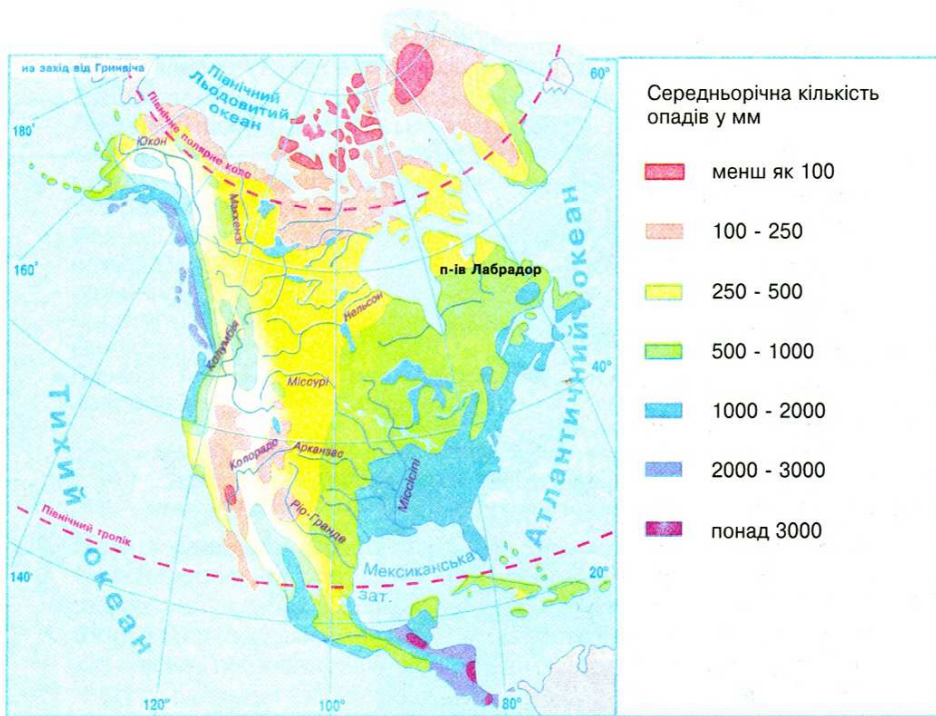 на захід від Гринвіча
Північний
Льодовитий
океан
60°
180°
Юкон
Північне полярне коло
Маккензі
160°
п-ів Лабрадор
Нельсон
Атлантичний океан
Колумбія
Міссурі
40°
Тихий
океан
Колорадо
Арканзас
Міссісіпі
Ріо-Гранде
Північний тропік
Мексиканська
зат.
140°
20°
120°
100°
80°
Середньорічна кількість
опадів у мм
менш як 100
100 - 250
250 - 500
500 - 1000
1000 - 2000
2000 - 3000
понад 3000